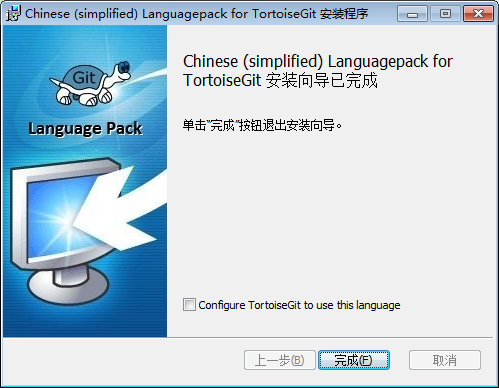 Chinese (simplified) Languagepack for TortoiseGit 安装程序
Git
Language Pack
Chinese (simplified) Languagepack for
TortoiseGit 安装向导已完成
单击"完成"按钮退出安装向导。
Configure TortoiseGit to use this language
上一步(B)
完成(F)
取消